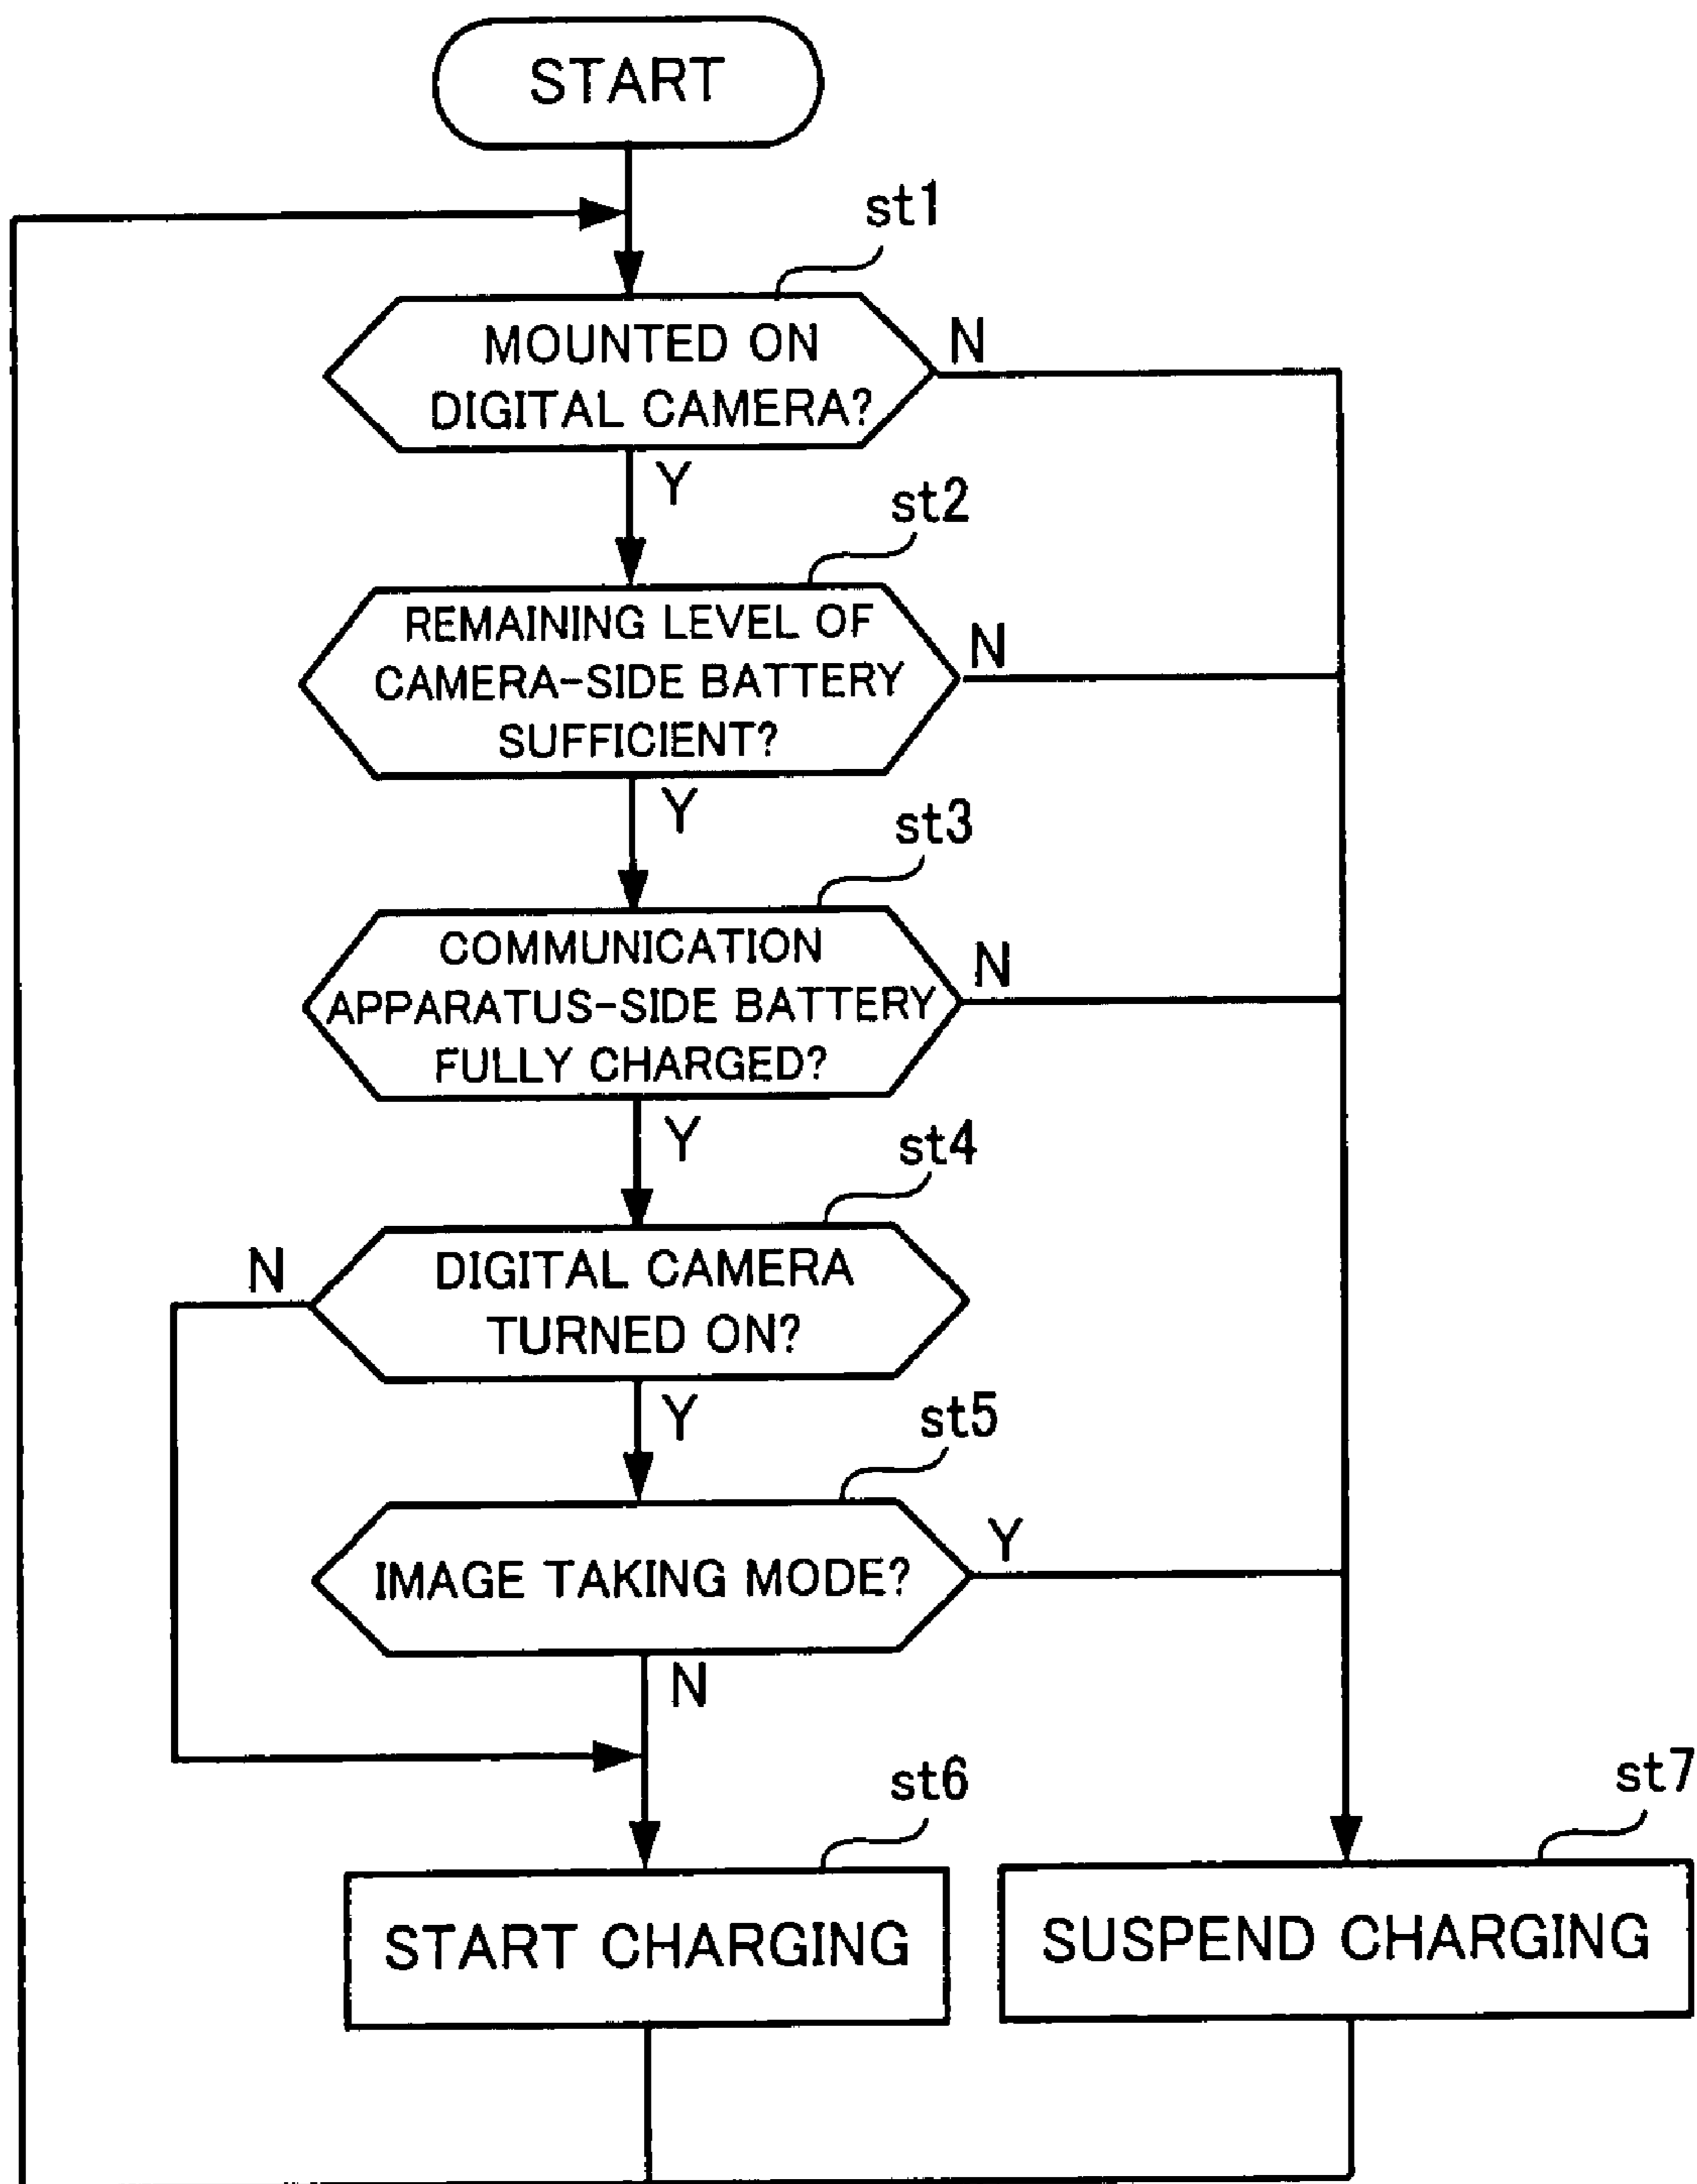 START
st1
MOUNTED ON
DIGITAL CAMERA?
N
Y
st2
REMAINING LEVEL OF
CAMERA-SIDE BATTERY
SUFFICIENT?
N
Y
st3
COMMUNICATION
APPARATUS-SIDE BATTERY
FULLY CHARGED?
N
Y
st4
DIGITAL CAMERA
TURNED ON?
N
Y
st5
IMAGE TAKING MODE?
Y
N
st6
START CHARGING
st7
SUSPEND CHARGING